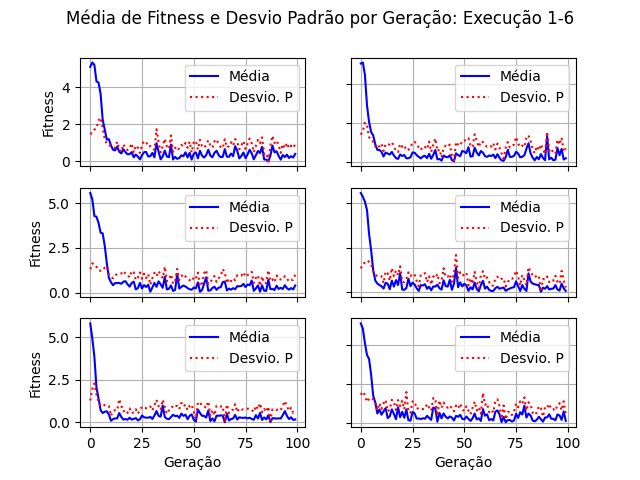 Média de Fitness e Desvio Padrão por Geração: Execução 1-6
Fitness
4
2
0
Média
Desvio. P
Média
Desvio. P
Fitness
5.0
2.5
0.0
Média
Desvio. P
Média
Desvio. P
Fitness
5.0
2.5
0.0
Média
Desvio. P
Média
Desvio. P
0 25 50 75 100
0 25 50 75 100
Geração
Geração